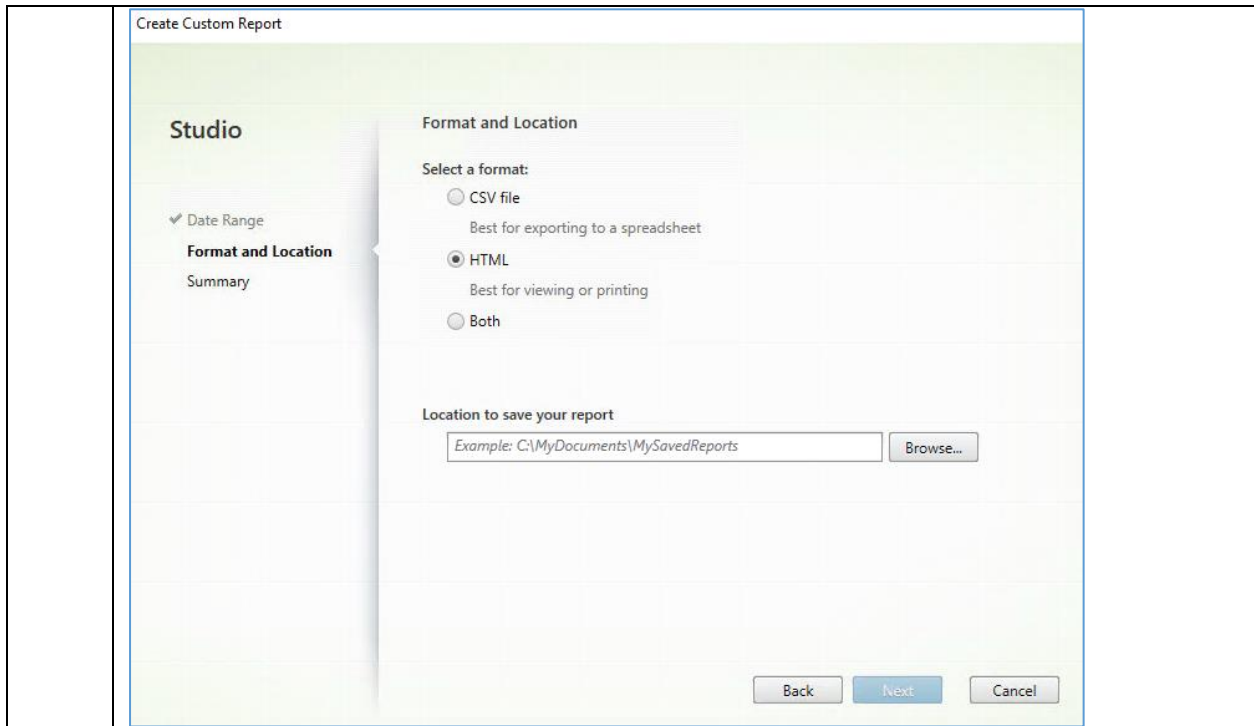 Create Custom Report
Studio
Date Range
Format and Location
Summary
Format and Location
Select a format:
CSV file
Best for exporting to a spreadsheet
HTML
Best for viewing or printing
Both
Location to save your report
Example: C:\MyDocuments\MySavedReports
Browse...
Back
Next
Cancel